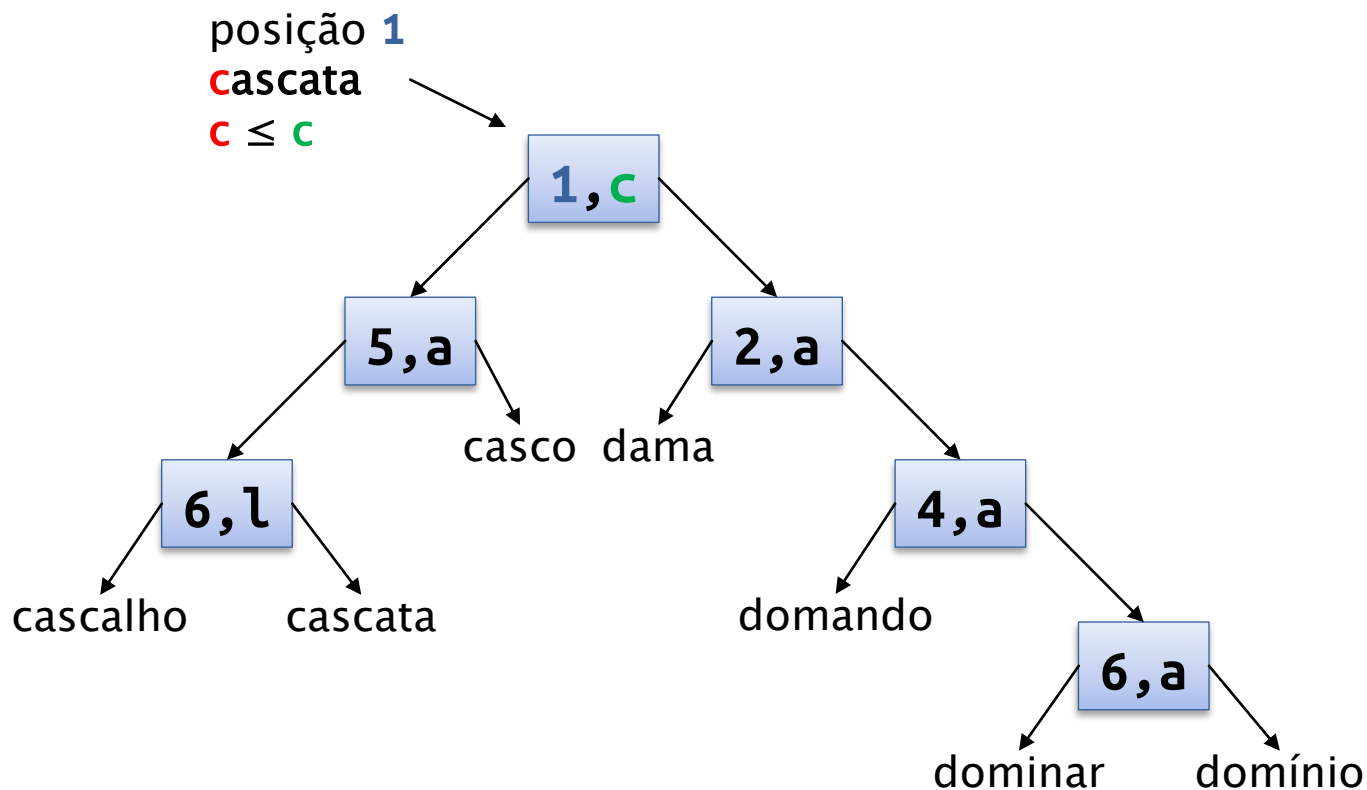 posição 1
cascata
c ≤ c
1,c
5,a
2,a
casco
dama
6,l
4,a
cascalho
cascata
domando
6,a
dominar
domínio